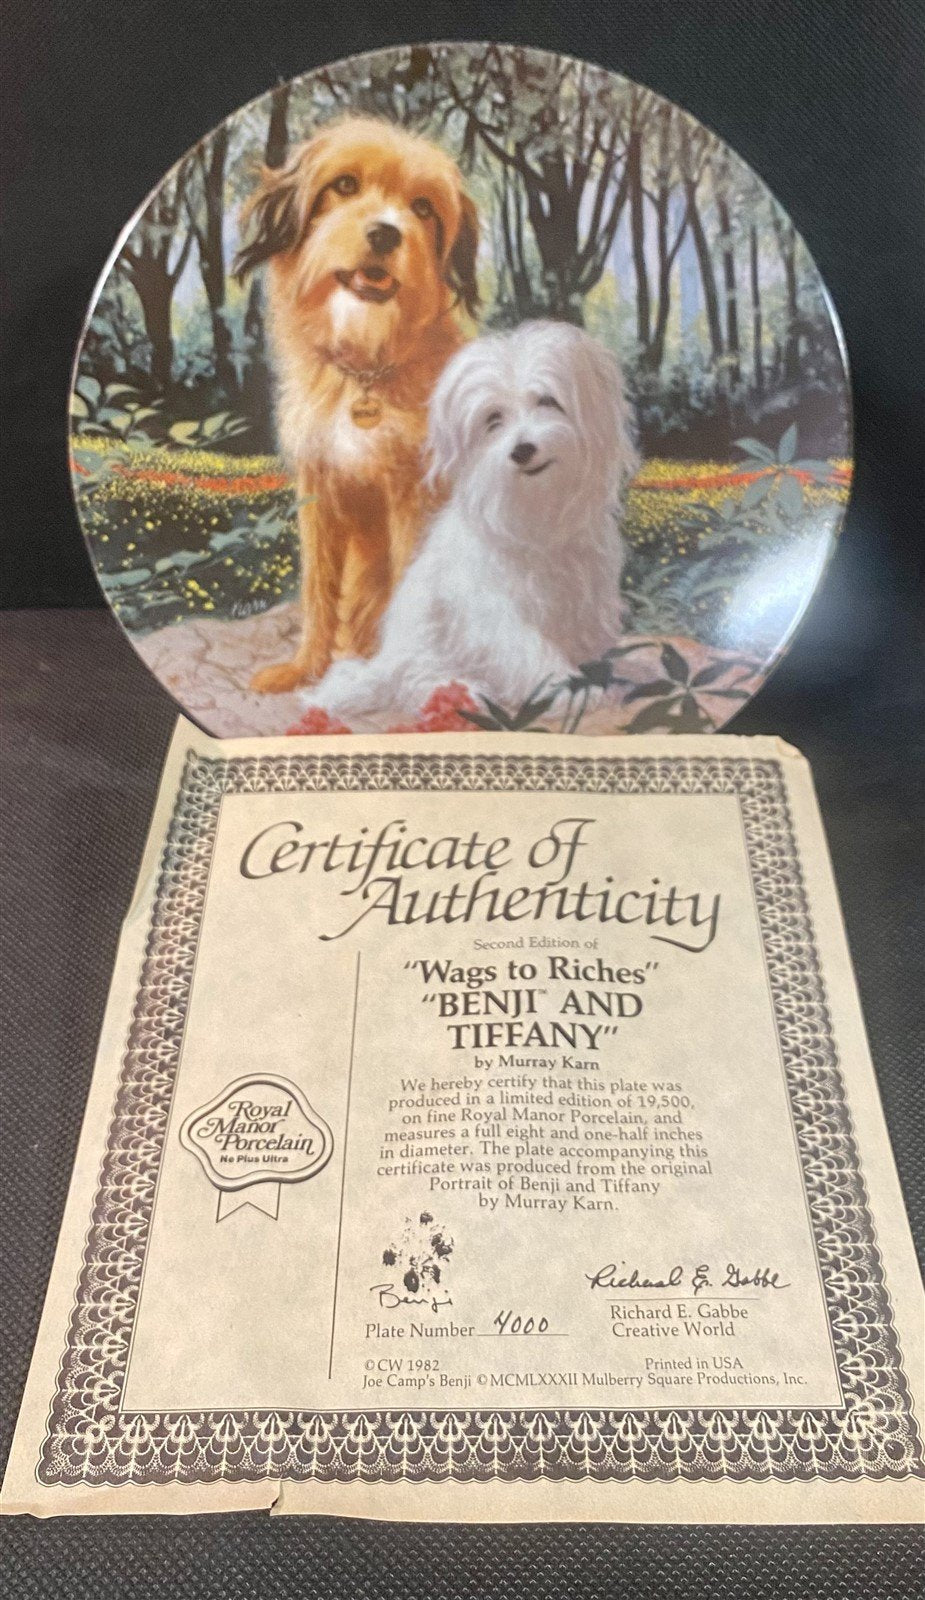 Karn
Certificate of
Authenticity
Second Edition of
"Wags to Riches"
"BENJI™ AND
TIFFANY"
by Murray Karn
We hereby certify that this plate was
produced in a limited edition of 19,500,
on fine Royal Manor Porcelain, and
measures a full eight and one-half inches
in diameter. The plate accompanying this
certificate was produced from the original
Portrait of Benji and Tiffany
by Murray Karn.
Royal
Manor
Porcelain
Ne Plus Ultra
Benji
Plate Number 4000
Richard E. Gabbe
Richard E. Gabbe
Creative World
© CW 1982
Printed in USA
Joe Camp's Benji © MCMLXXXII Mulberry Square Productions, Inc.